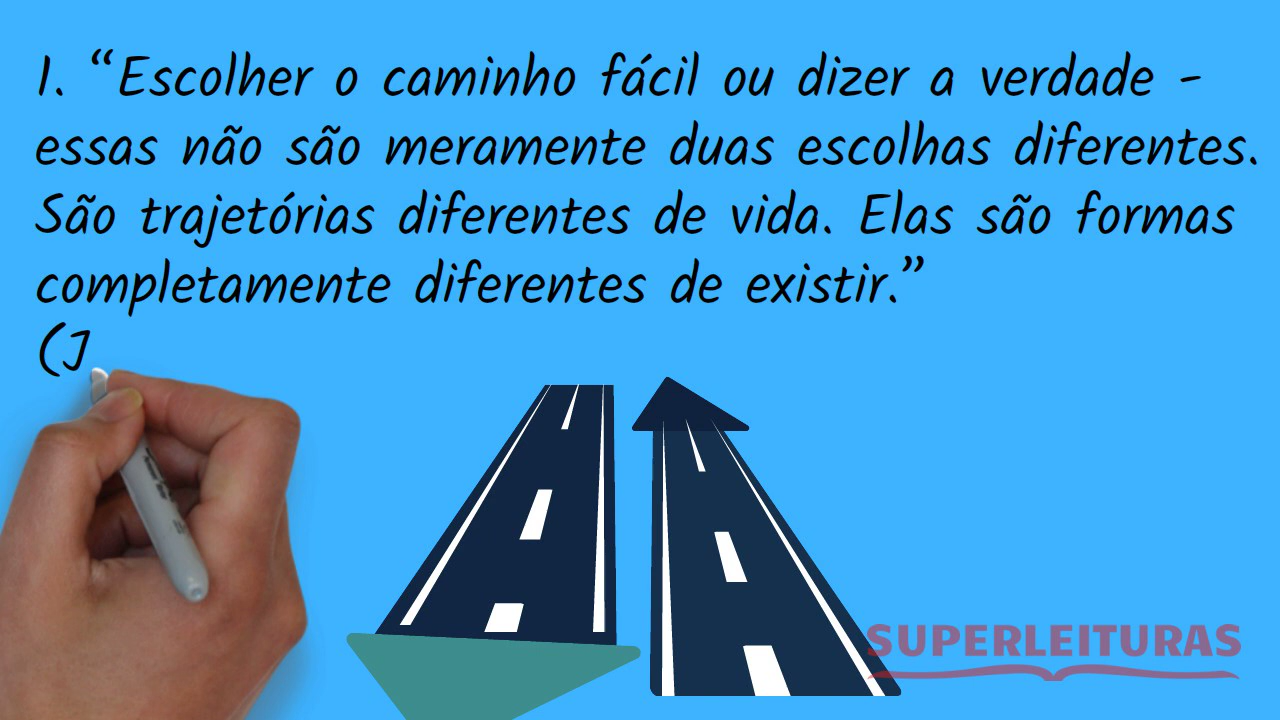 1. “Escolher o caminho fácil ou dizer a verdade -
essas não são meramente duas escolhas diferentes.
São trajetórias diferentes de vida. Elas são formas
completamente diferentes de existir.”
(J
SUPERLEITURAS